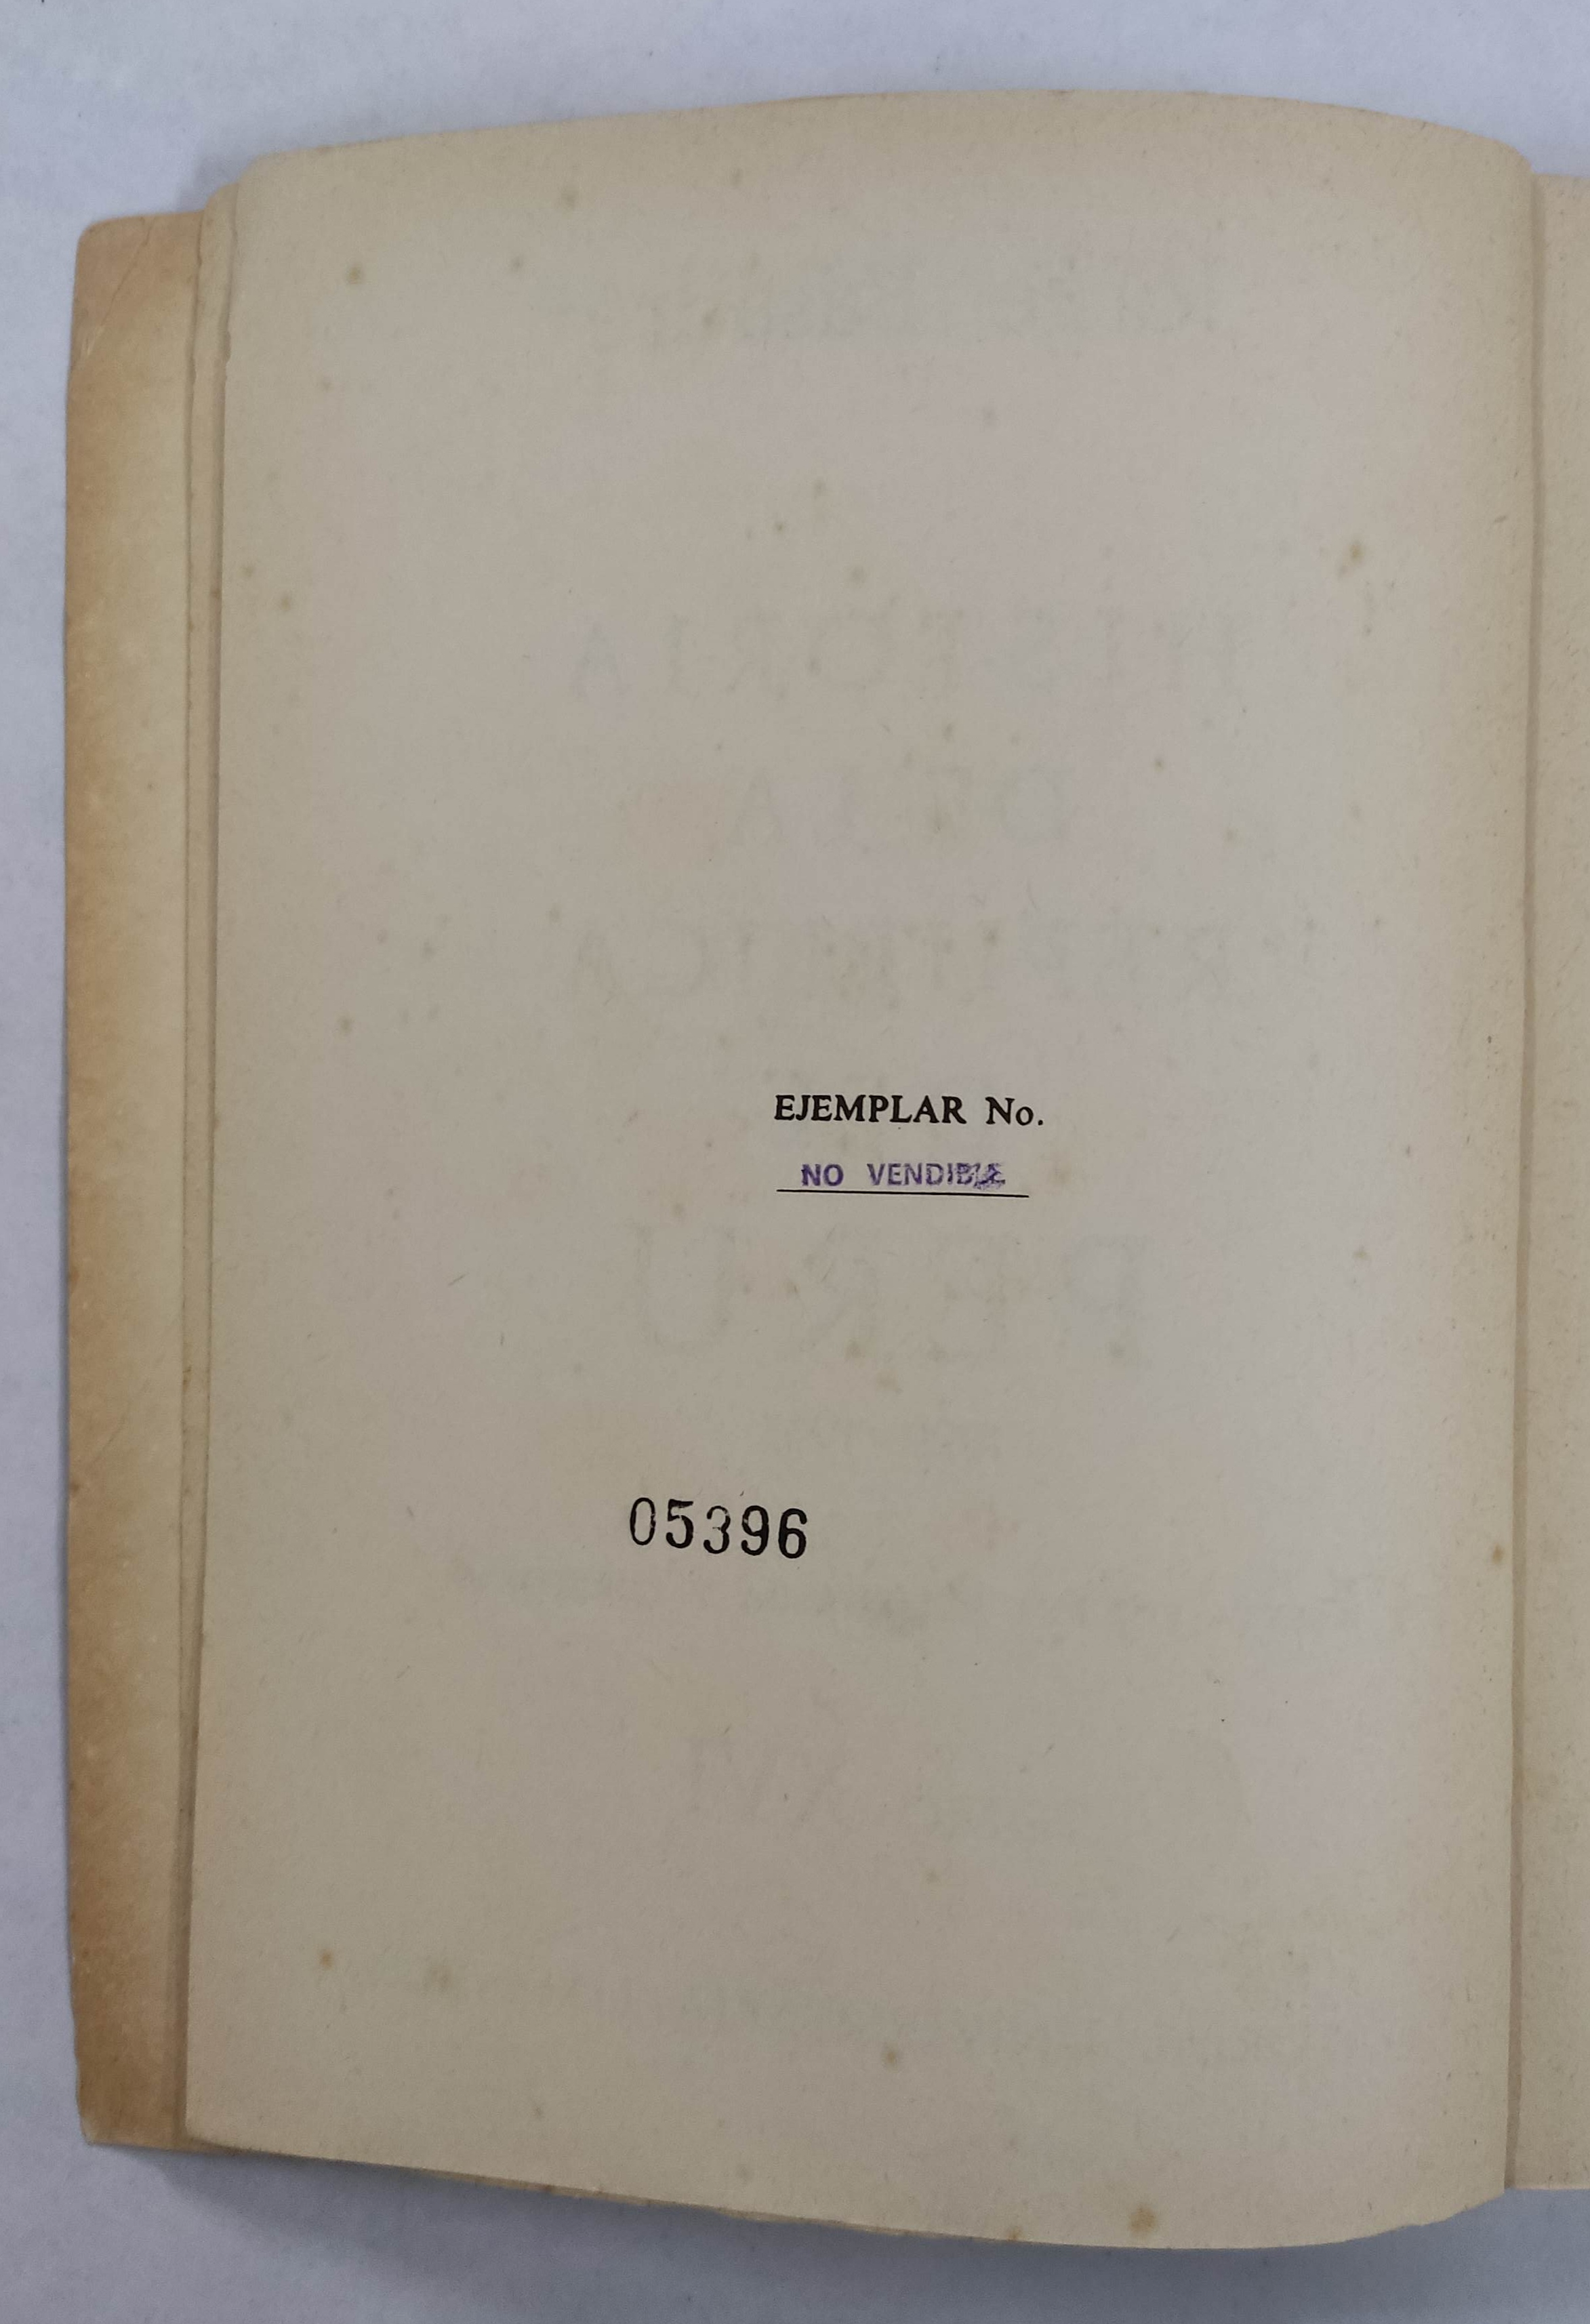 EJEMPLAR No.
NO VENDIBLE
05396